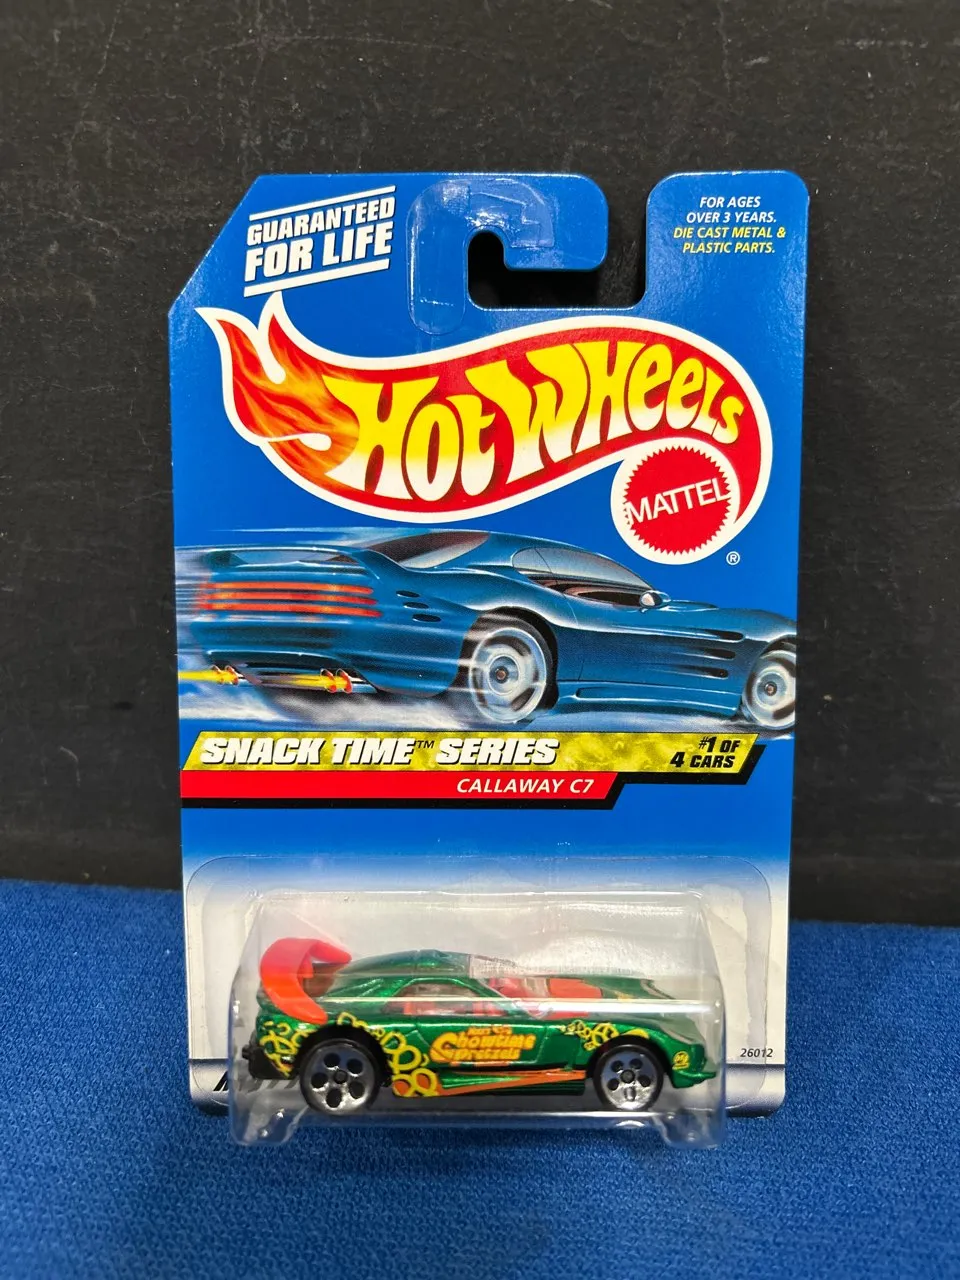 GUARANTEED
FOR LIFE
FOR AGES
OVER 3 YEARS.
DIE CAST METAL &
PLASTIC PARTS.
HOT WHEELS
MATTEL
®
SNACK TIME™ SERIES
#1 OF
4 CARS
CALLAWAY C7
Showtime
Pretzels
26012